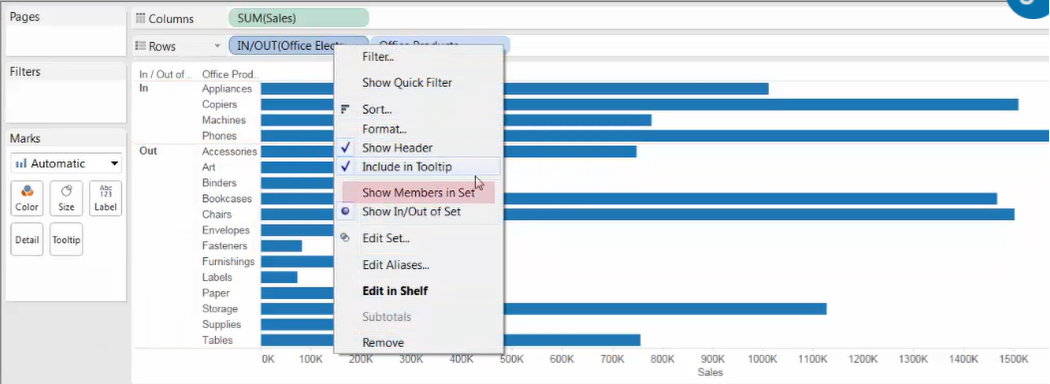 Pages
Columns
SUM(Sales)
Rows
IN/OUT(Office Elect
Office Products
Filters
Marks
Automatic
Color
Size
Abc
123
Label
Detail
Tooltip
In / Out of ..
Office Prod..
In
Appliances
Copiers
Machines
Phones
Out
Accessories
Art
Binders
Bookcases
Chairs
Envelopes
Fasteners
Furnishings
Labels
Paper
Storage
Supplies
Tables
Filter...
Show Quick Filter
Sort...
Format...
Show Header
Include in Tooltip
Show Members in Set
Show In/Out of Set
Edit Set...
Edit Aliases...
Edit in Shelf
Subtotals
Remove
0K 100K 200K 300K 400K 500K 600K 700K 800K 900K 1000K 1100K 1200K 1300K 1400K 1500K
Sales